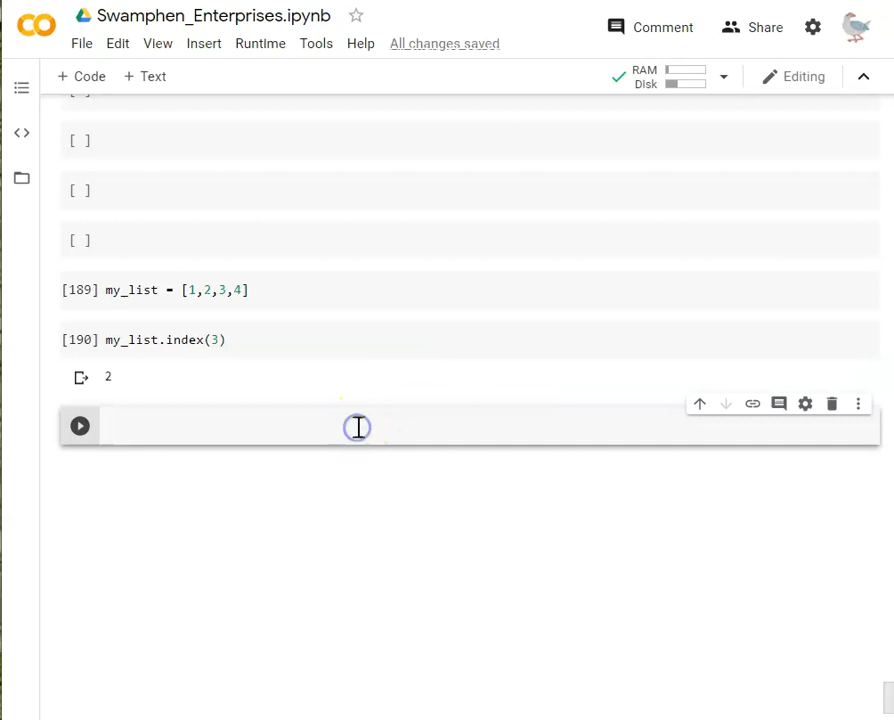 Swamphen_Enterprises.ipynb
File Edit View Insert Runtime Tools Help All changes saved
Comment Share
+ Code + Text
RAM
Disk
Editing
[ ]
[ ]
[ ]
[ ]
[189] my_list = [1,2,3,4]
[190] my_list.index(3)
2